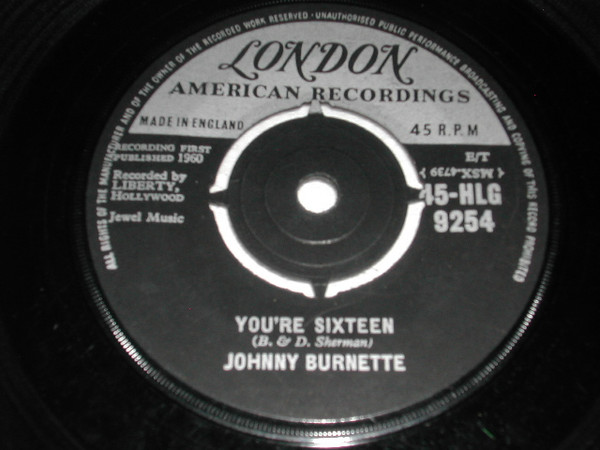 ALL RIGHTS OF THE MANUFACTURER AND OF THE OWNER OF THE RECORDED WORK RESERVED · UNAUTHORISED PUBLIC PERFORMANCE BROADCASTING AND COPYING OF THIS RECORD PROHIBITED
LONDON
AMERICAN RECORDINGS
MADE IN ENGLAND
45 R.P.M
RECORDING FIRST
PUBLISHED 1960
E/T
Recorded by
LIBERTY,
HOLLYWOOD
(MSX-4739)
45-HLG
9254
Jewel Music
YOU'RE SIXTEEN
(B. & D. Sherman)
JOHNNY BURNETTE